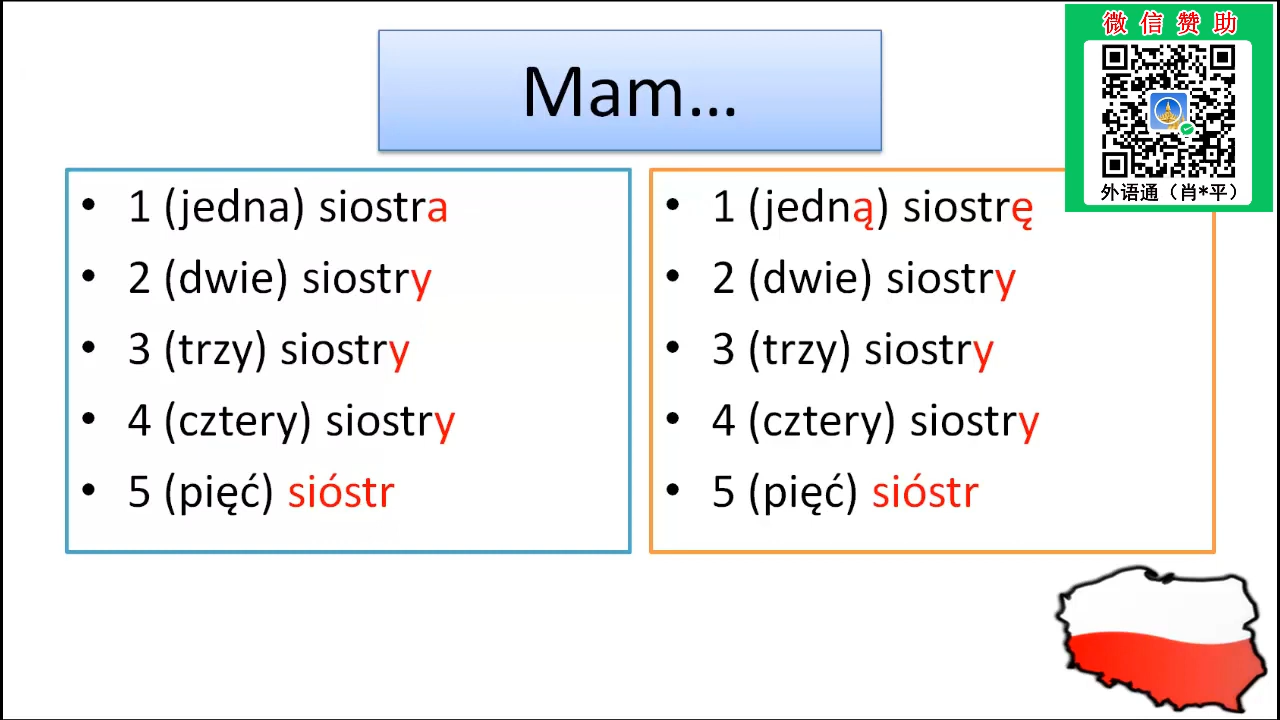 微信赞助
Mam...
• 1 (jedna) siostra
• 2 (dwie) siostry
• 3 (trzy) siostry
• 4 (cztery) siostry
• 5 (pięć) sióstr
• 1 (jedną) siostrę
• 2 (dwie) siostry
• 3 (trzy) siostry
• 4 (cztery) siostry
• 5 (pięć) sióstr
外语通（肖*平）